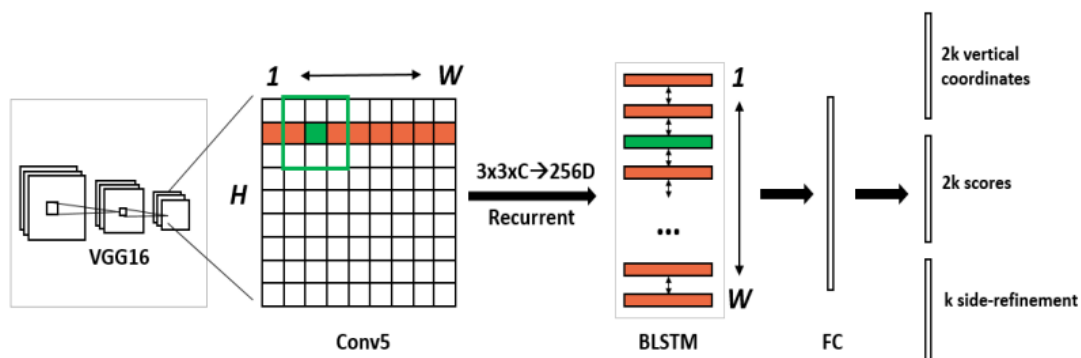 1
W
H
VGG16
Conv5
3x3xC→256D
Recurrent
1
...
W
BLSTM
FC
2k vertical
coordinates
2k scores
k side-refinement